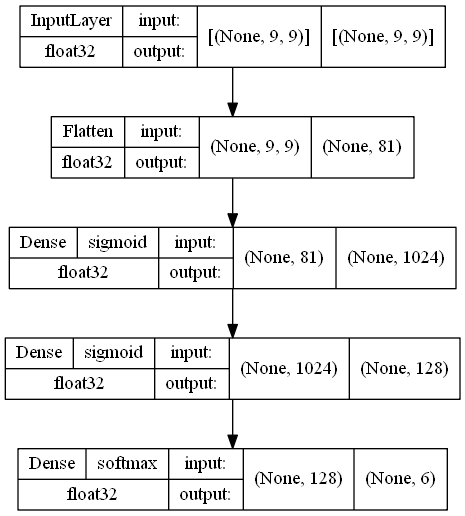 InputLayer input: [(None, 9, 9)] [(None, 9, 9)]
float32 output:
Flatten input: (None, 9, 9) (None, 81)
float32 output:
Dense sigmoid input: (None, 81) (None, 1024)
float32 output:
Dense sigmoid input: (None, 1024) (None, 128)
float32 output:
Dense softmax input: (None, 128) (None, 6)
float32 output: